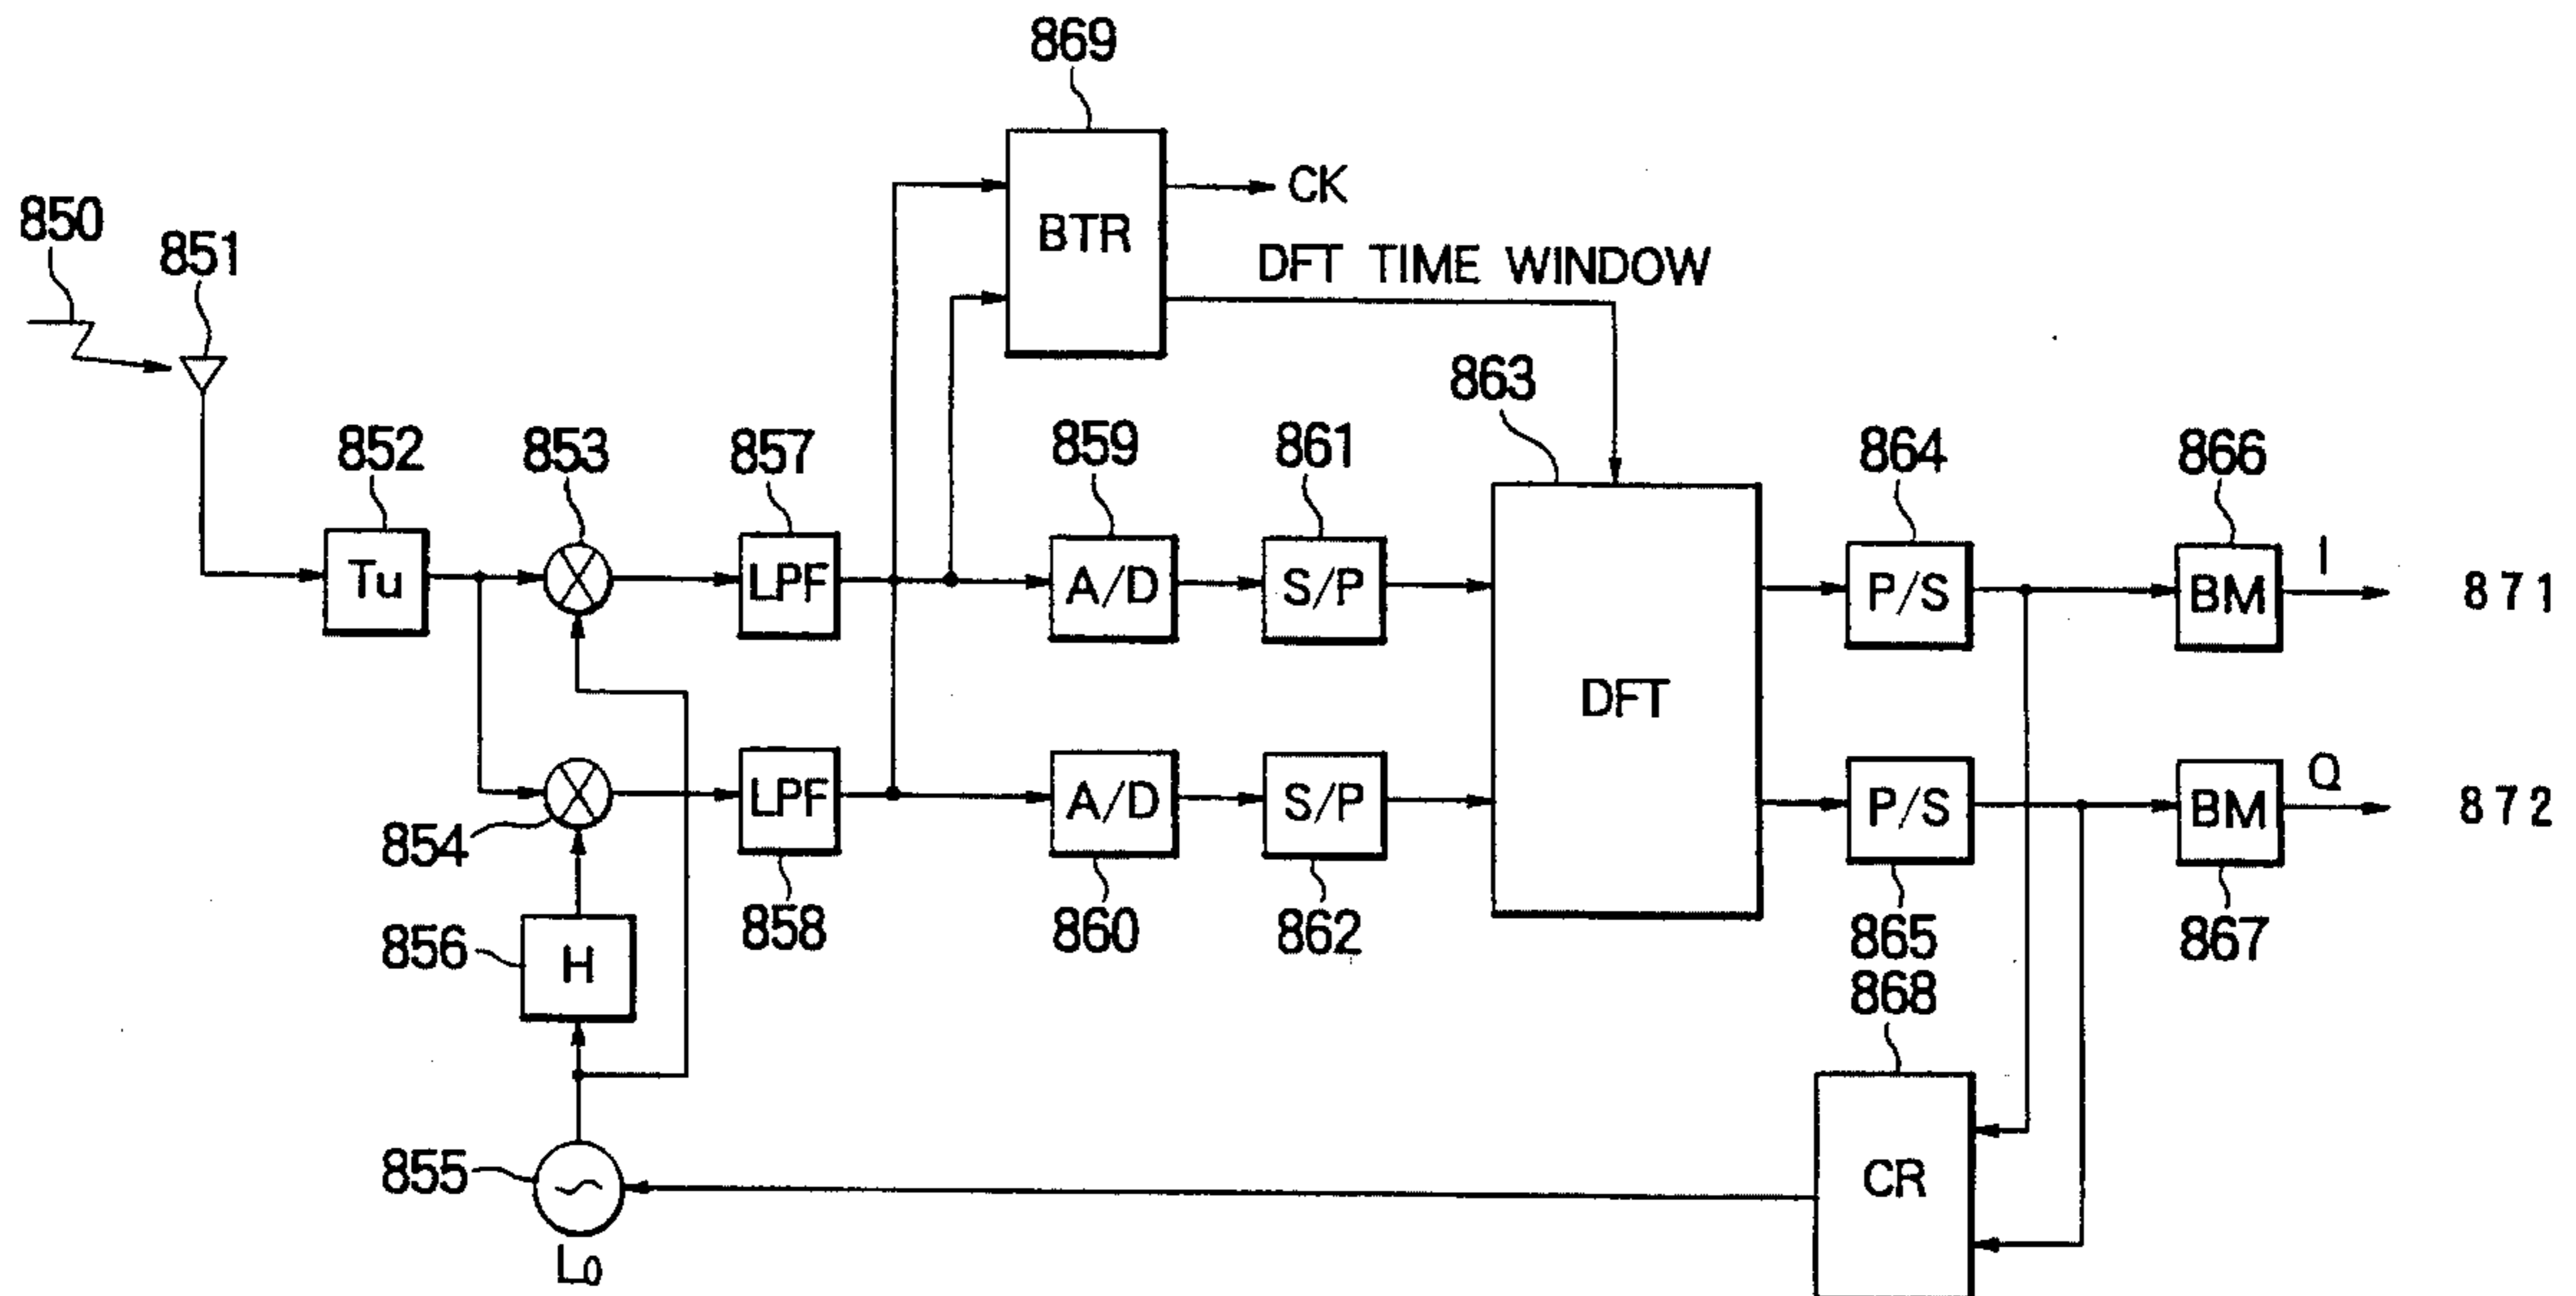 869
850
851
BTR
CK
DFT TIME WINDOW
863
852
853
857
859
861
864
866
Tu
LPF
A/D
S/P
P/S
BM
I
871
DFT
854
LPF
A/D
S/P
P/S
BM
Q
872
856
H
858
860
862
865
867
868
855
L0
CR